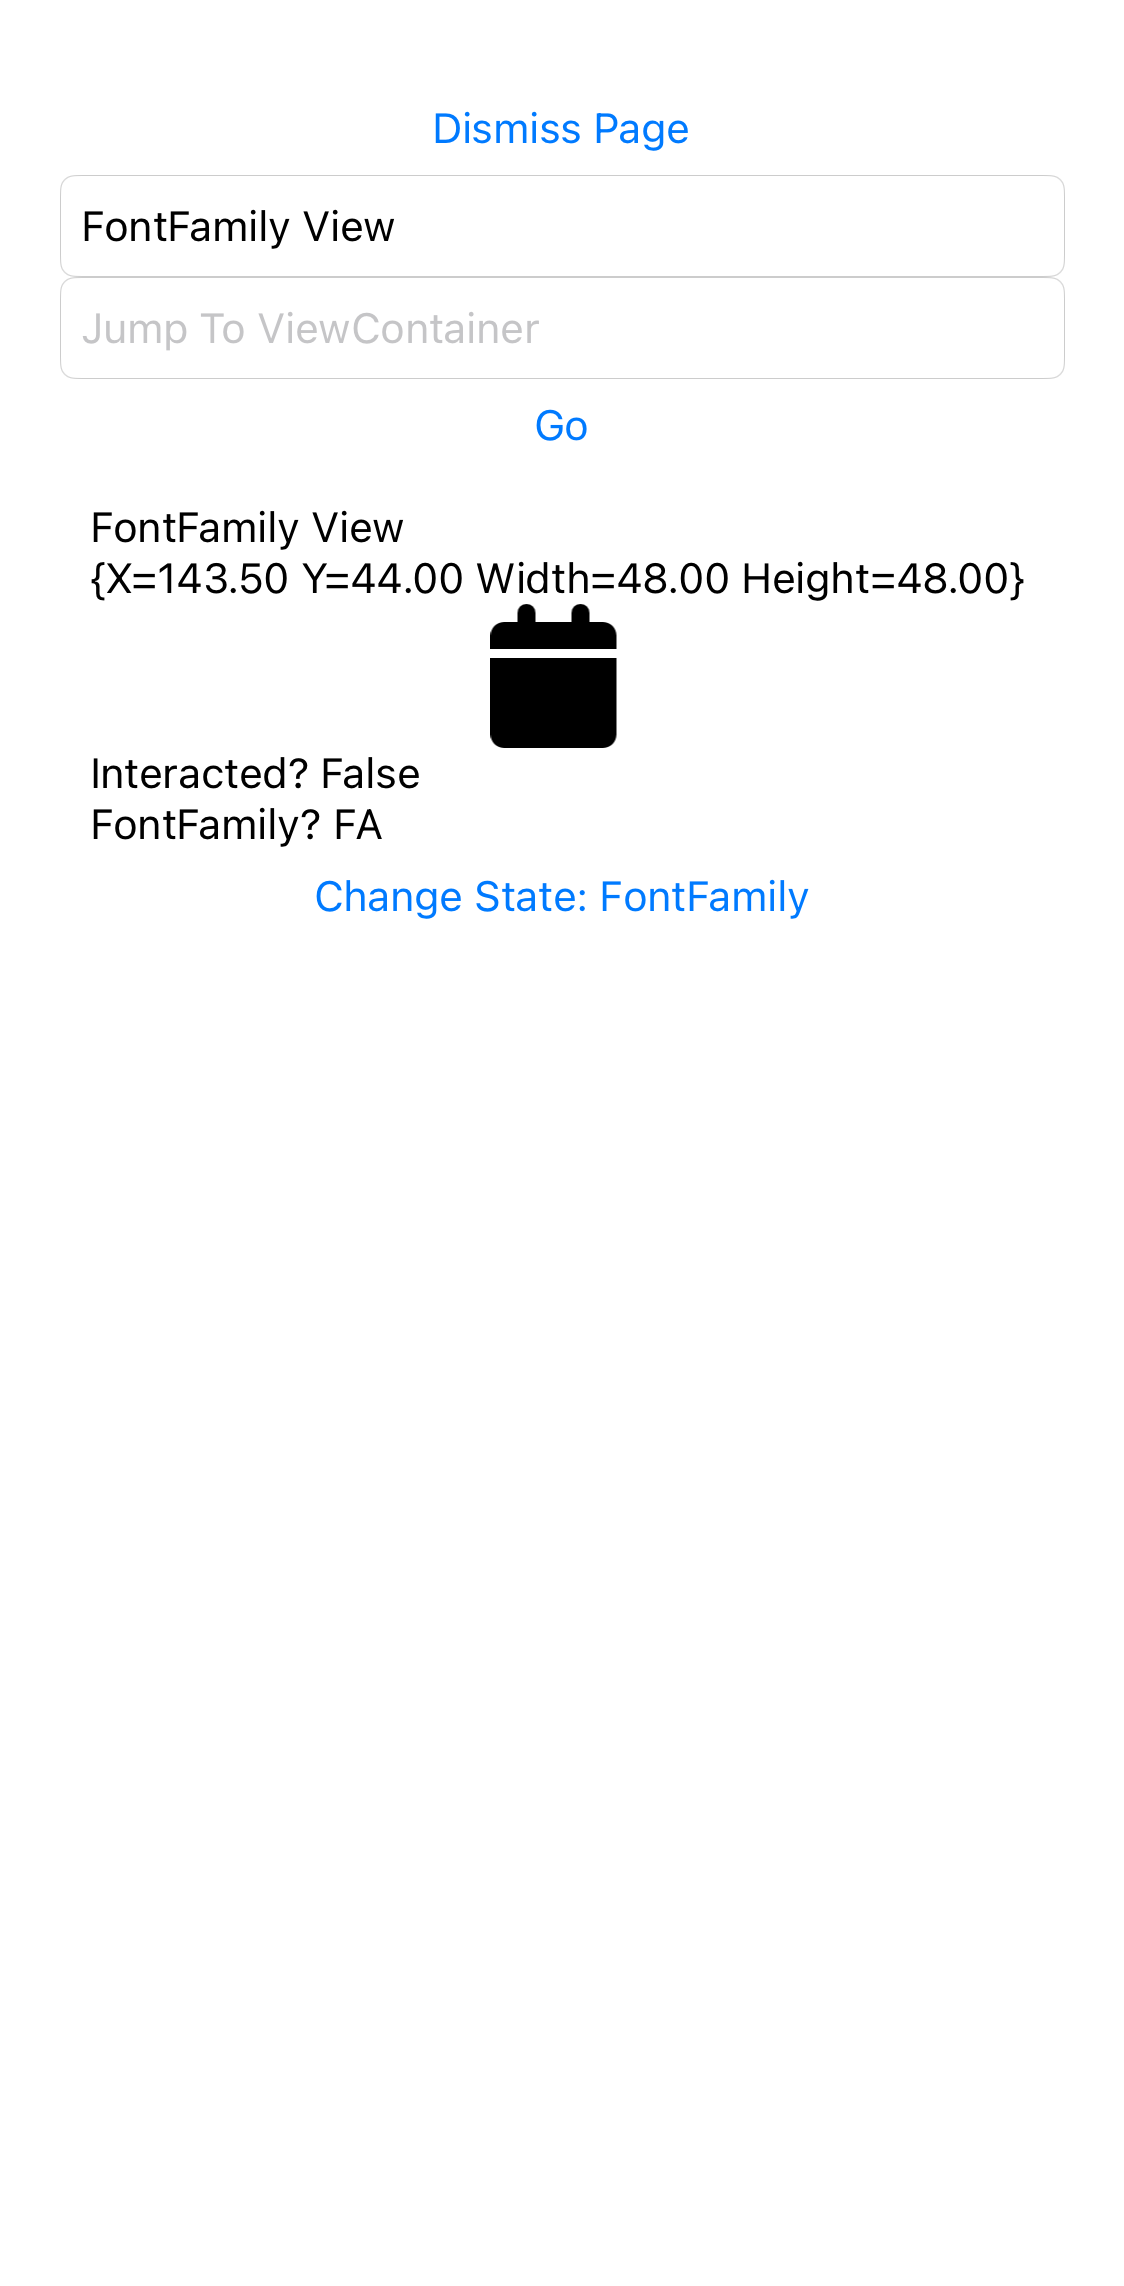 Dismiss Page
FontFamily View
Jump To ViewContainer
Go
FontFamily View
{X=143.50 Y=44.00 Width=48.00 Height=48.00}
Interacted? False
FontFamily? FA
Change State: FontFamily